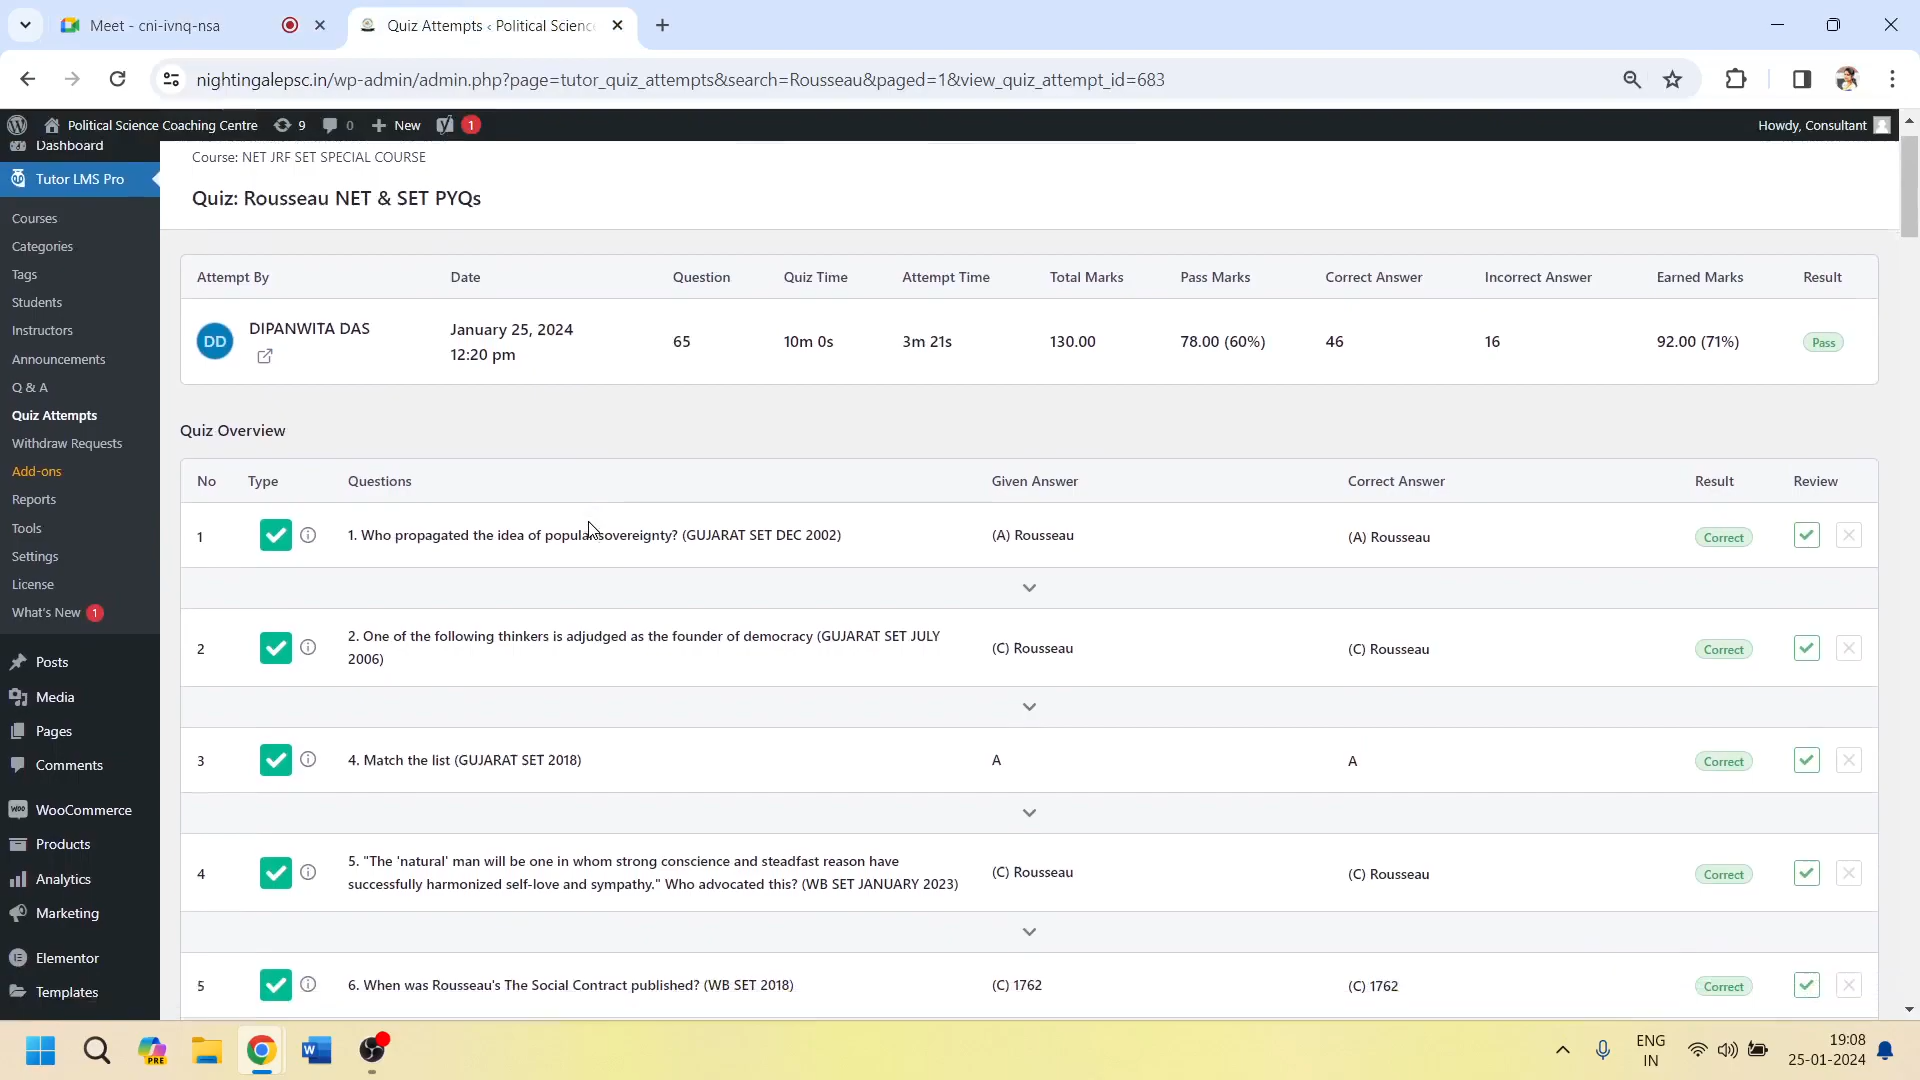 Meet - cni-ivnq-nsa
Quiz Attempts ‹ Political Science
nightingalepsc.in/wp-admin/admin.php?page=tutor_quiz_attempts&search=Rousseau&paged=1&view_quiz_attempt_id=683
Political Science Coaching Centre 9 0 New 1 Howdy, Consultant
Dashboard
Tutor LMS Pro
Courses
Categories
Tags
Students
Instructors
Announcements
Q & A
Quiz Attempts
Withdraw Requests
Add-ons
Reports
Tools
Settings
License
What's New 1
Posts
Media
Pages
Comments
WooCommerce
Products
Analytics
Marketing
Elementor
Templates
Course: NET JRF SET SPECIAL COURSE
Quiz: Rousseau NET & SET PYQs
Attempt By Date Question Quiz Time Attempt Time Total Marks Pass Marks Correct Answer Incorrect Answer Earned Marks Result
DD DIPANWITA DAS January 25, 2024
12:20 pm 65 10m 0s 3m 21s 130.00 78.00 (60%) 46 16 92.00 (71%) Pass
Quiz Overview
No Type Questions Given Answer Correct Answer Result Review
1 1. Who propagated the idea of popular sovereignty? (GUJARAT SET DEC 2002) (A) Rousseau (A) Rousseau Correct
2 2. One of the following thinkers is adjudged as the founder of democracy (GUJARAT SET JULY
2006) (C) Rousseau (C) Rousseau Correct
3 4. Match the list (GUJARAT SET 2018) A A Correct
4 5. "The 'natural' man will be one in whom strong conscience and steadfast reason have
successfully harmonized self-love and sympathy." Who advocated this? (WB SET JANUARY 2023) (C) Rousseau (C) Rousseau Correct
5 6. When was Rousseau's The Social Contract published? (WB SET 2018) (C) 1762 (C) 1762 Correct
PRE
ENG
IN
19:08
25-01-2024